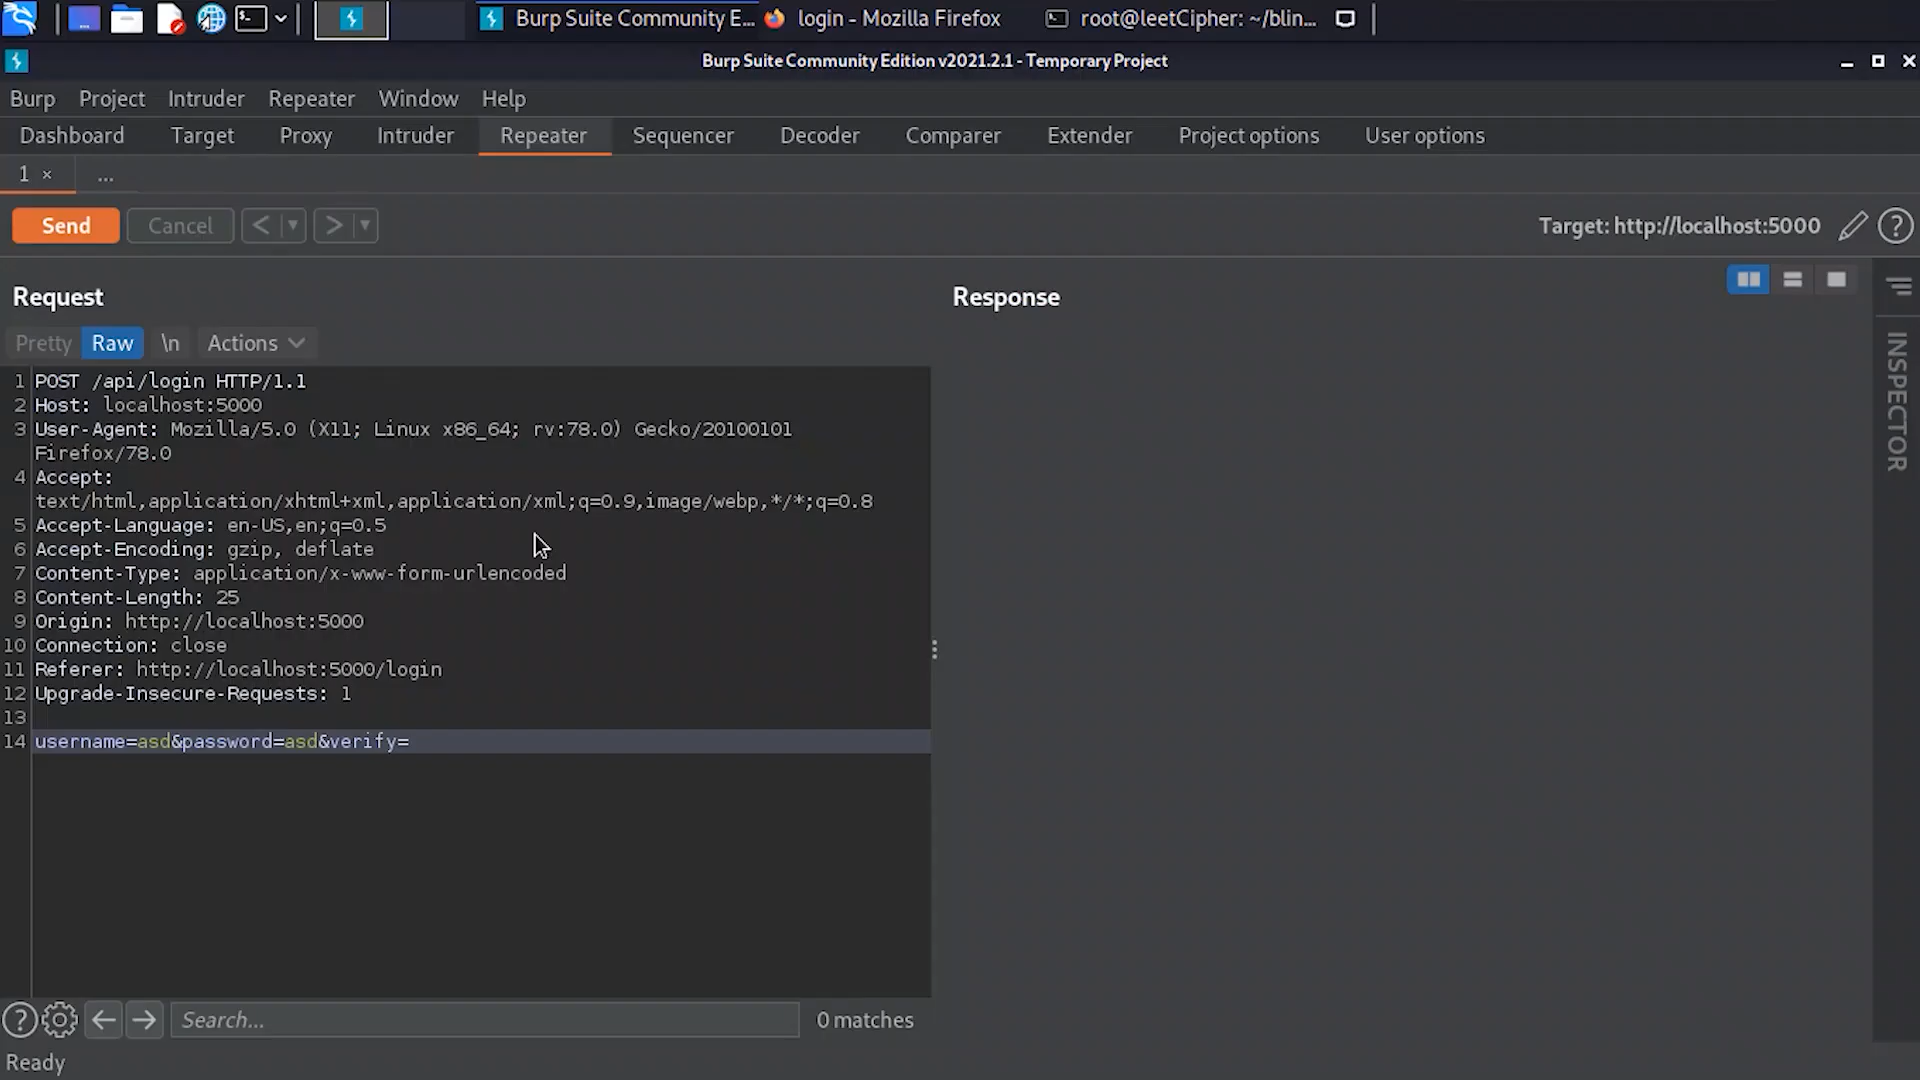 Burp Suite Community E... login - Mozilla Firefox root@leetCipher: ~/blin...
Burp Suite Community Edition v2021.2.1 - Temporary Project
Burp Project Intruder Repeater Window Help
Dashboard Target Proxy Intruder Repeater Sequencer Decoder Comparer Extender Project options User options
1 × ...
Send Cancel < > Target: http://localhost:5000 ?
Request
Response
Pretty Raw \n Actions
INSPECTOR
1 POST /api/login HTTP/1.1
2 Host: localhost:5000
3 User-Agent: Mozilla/5.0 (X11; Linux x86_64; rv:78.0) Gecko/20100101
Firefox/78.0
4 Accept:
text/html,application/xhtml+xml,application/xml;q=0.9,image/webp,*/*;q=0.8
5 Accept-Language: en-US,en;q=0.5
6 Accept-Encoding: gzip, deflate
7 Content-Type: application/x-www-form-urlencoded
8 Content-Length: 25
9 Origin: http://localhost:5000
10 Connection: close
11 Referer: http://localhost:5000/login
12 Upgrade-Insecure-Requests: 1
13
14 username=asd&password=asd&verify=
? Search... 0 matches
Ready